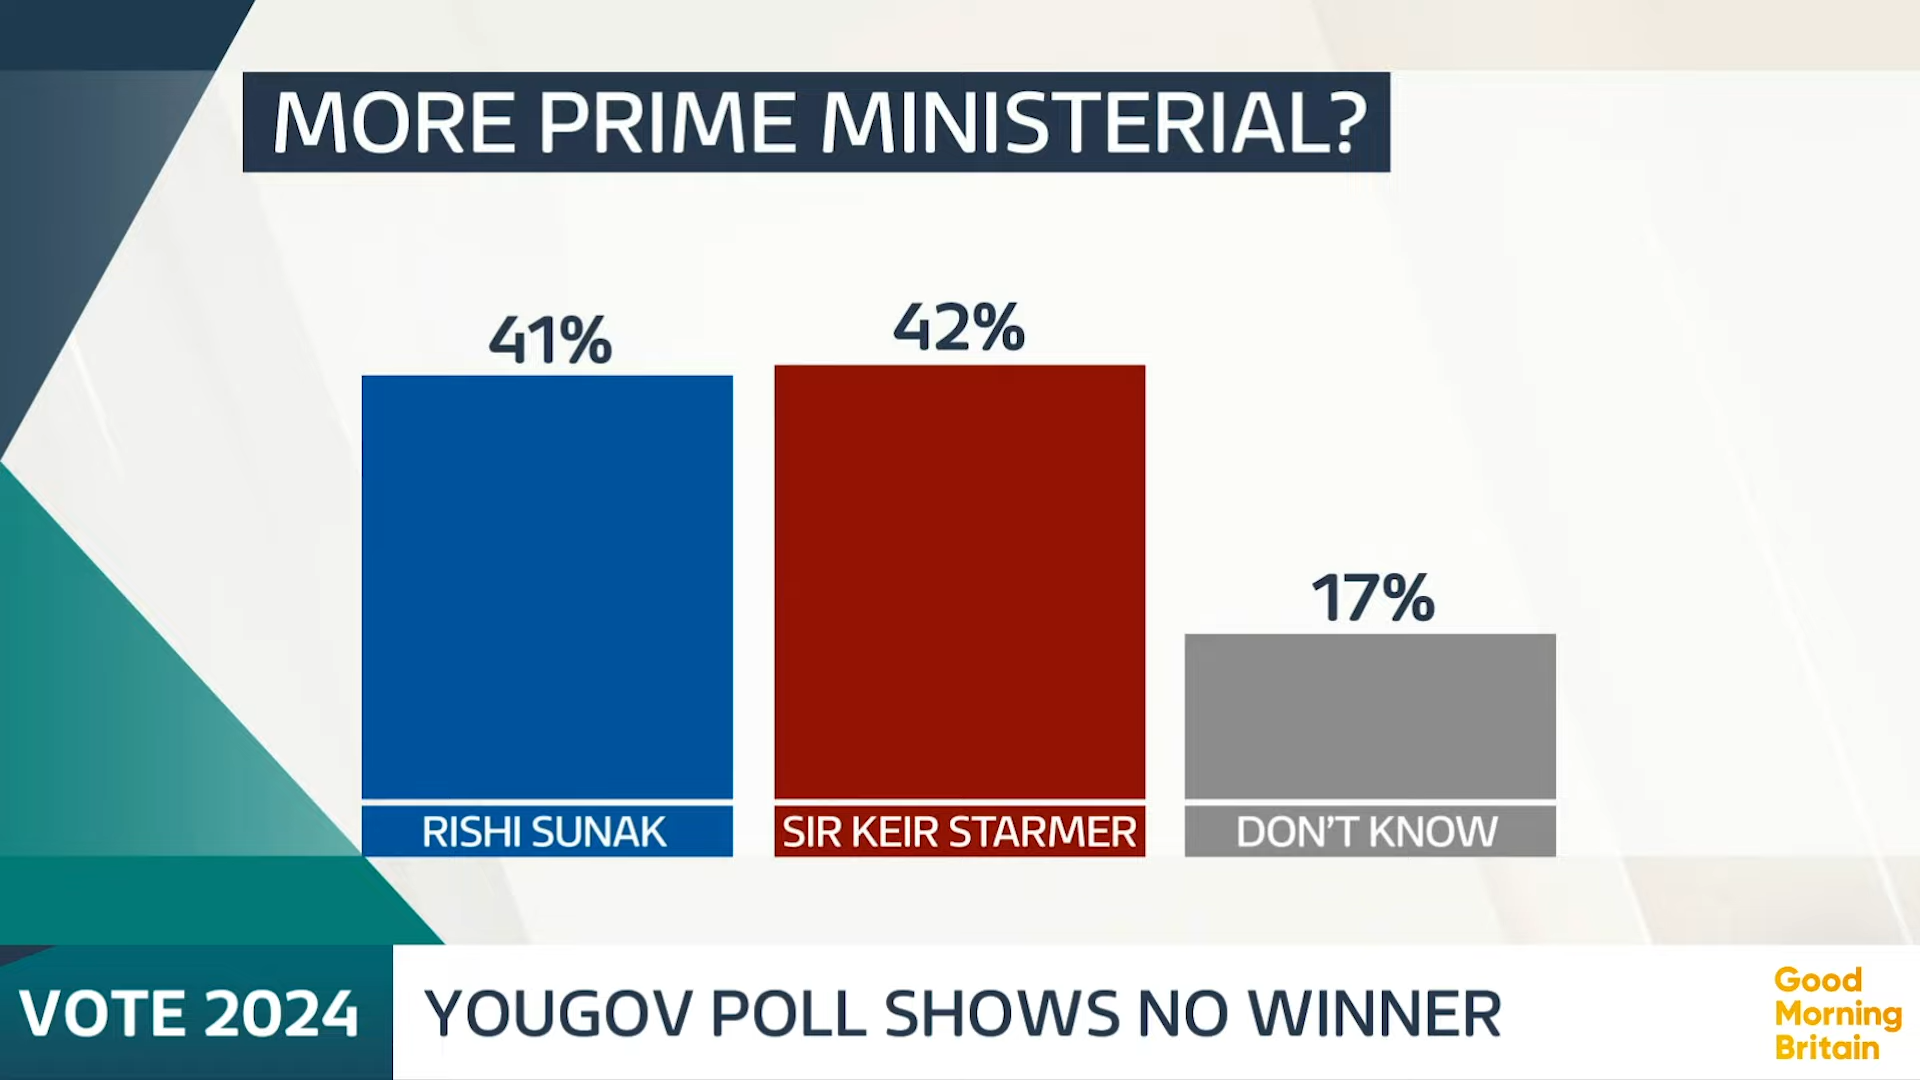 MORE PRIME MINISTERIAL?
41%
42%
17%
RISHI SUNAK
SIR KEIR STARMER
DON'T KNOW
VOTE 2024
YOUGOV POLL SHOWS NO WINNER
Good
Morning
Britain